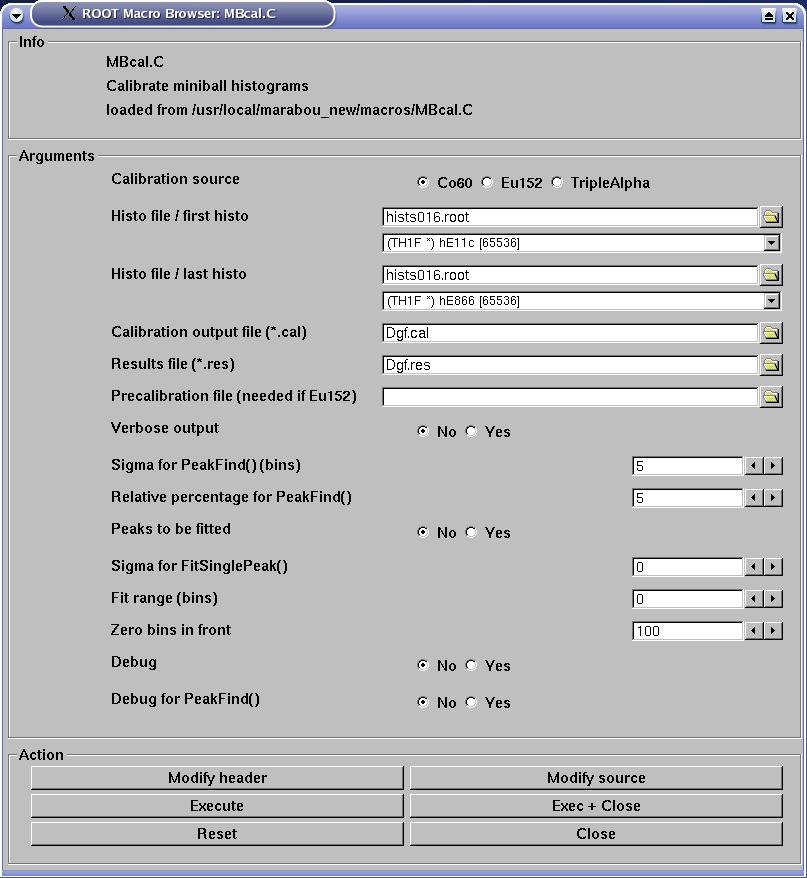 ROOT Macro Browser: MBcal.C
Info
MBcal.C
Calibrate miniball histograms
loaded from /usr/local/marabou_new/macros/MBcal.C
Arguments
Calibration source Co60 Eu152 TripleAlpha
Histo file / first histo hists016.root
(TH1F *) hE11c [65536]
Histo file / last histo hists016.root
(TH1F *) hE866 [65536]
Calibration output file (*.cal) Dgf.cal
Results file (*.res) Dgf.res
Precalibration file (needed if Eu152)
Verbose output No Yes
Sigma for PeakFind() (bins) 5
Relative percentage for PeakFind() 5
Peaks to be fitted No Yes
Sigma for FitSinglePeak() 0
Fit range (bins) 0
Zero bins in front 100
Debug No Yes
Debug for PeakFind() No Yes
Action
Modify header Modify source
Execute Exec + Close
Reset Close